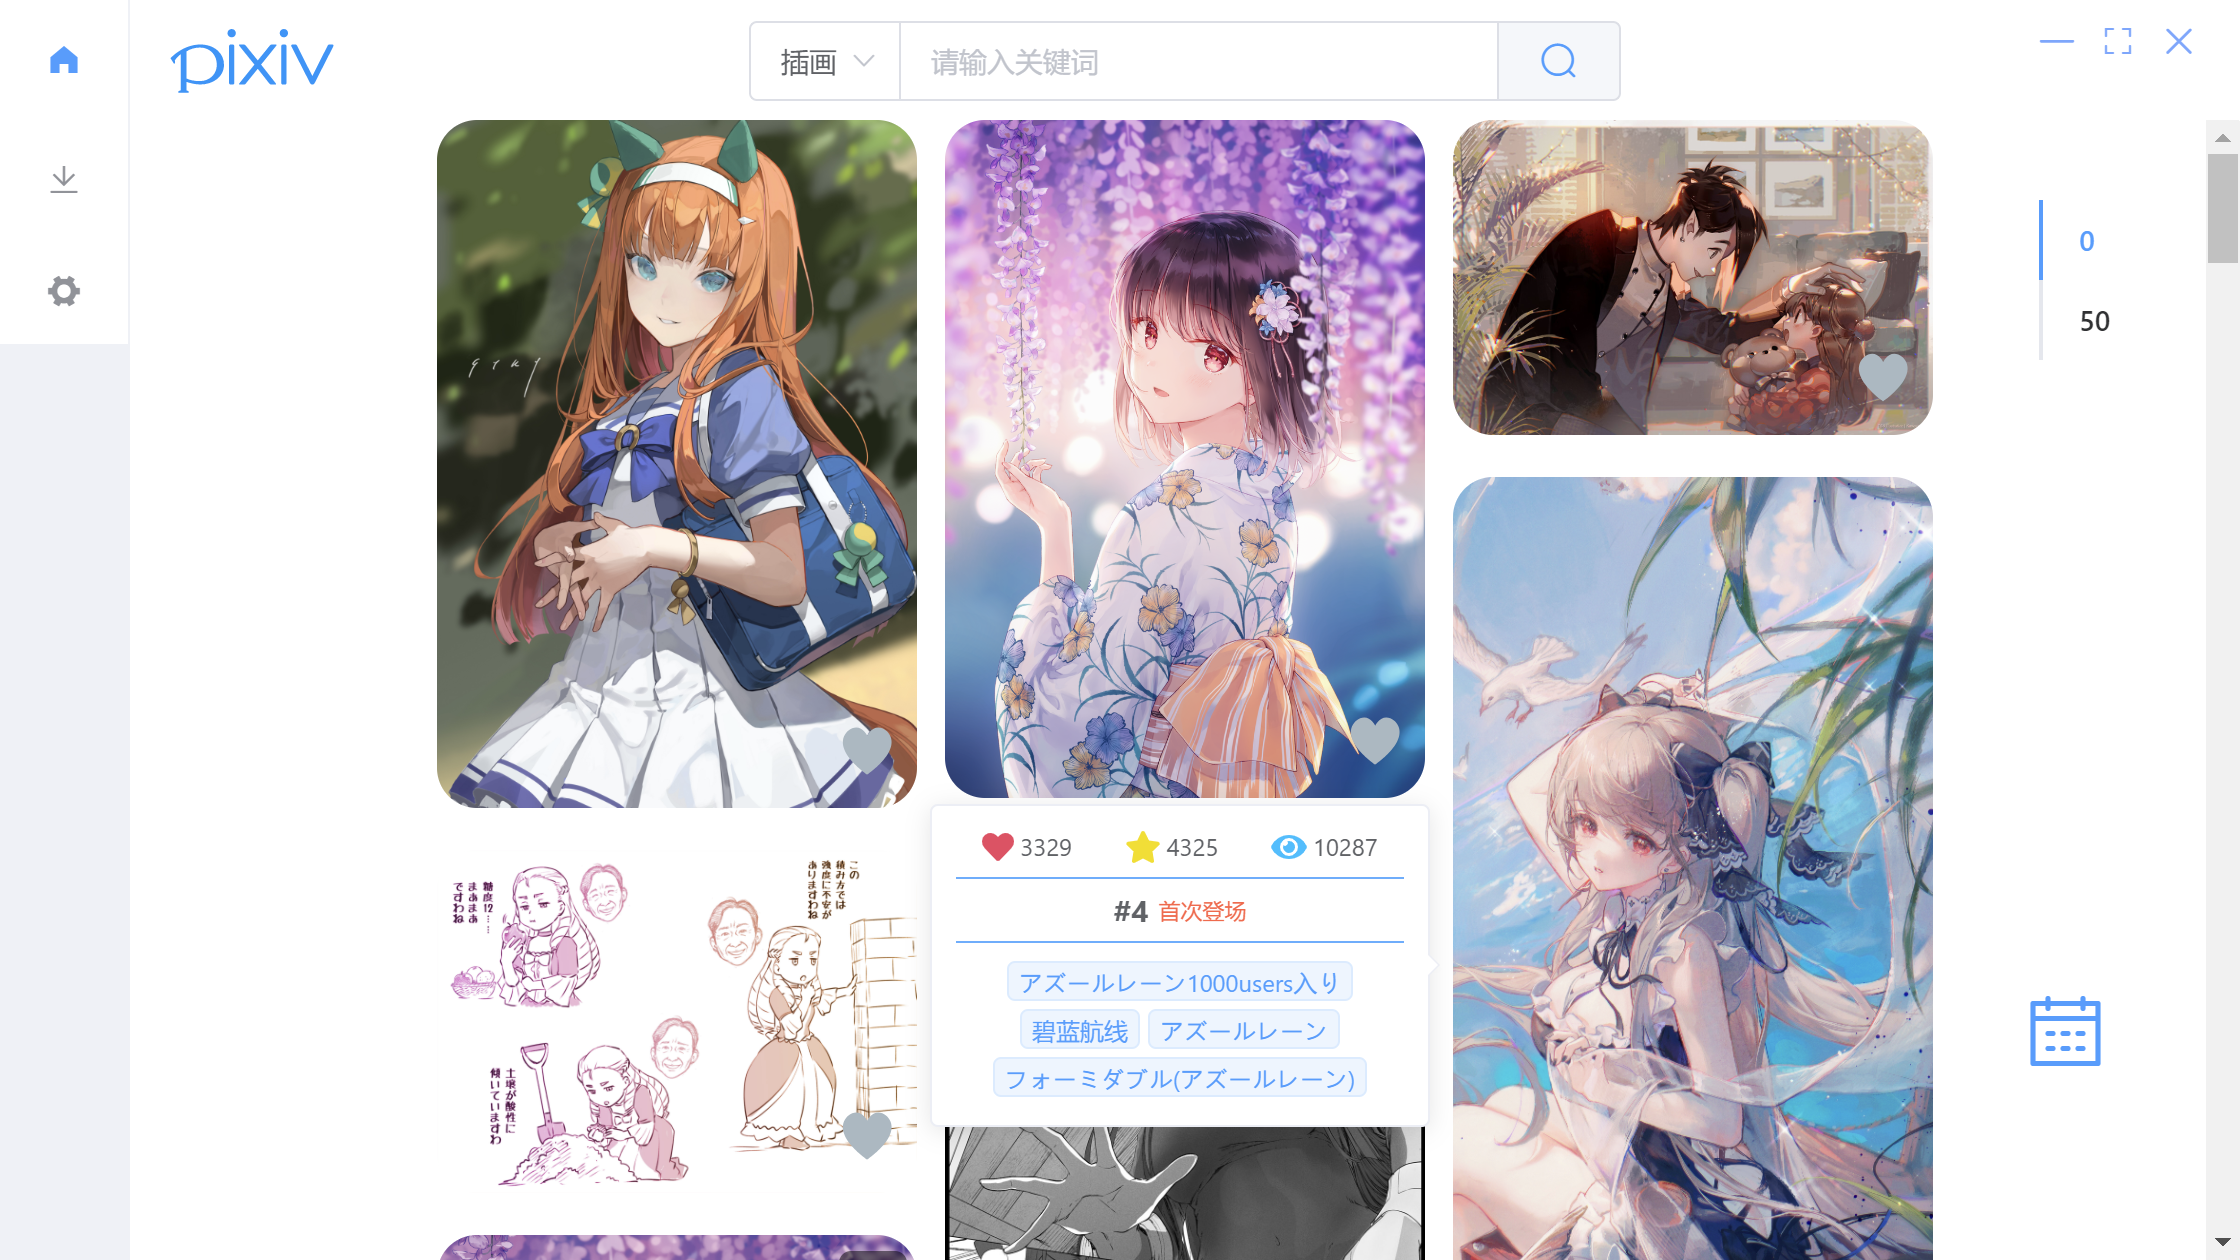 pixiv
插画
请输入关键词
0
50
grky
糖度12……
まあまあ
ですわね
この
積み方では
強度に不安が
ありますわね
土壌が酸性に
傾いていますわ
3329
4325
10287
#4 首次登场
アズールレーン1000users入り
碧蓝航线
アズールレーン
フォーミダブル(アズールレーン)